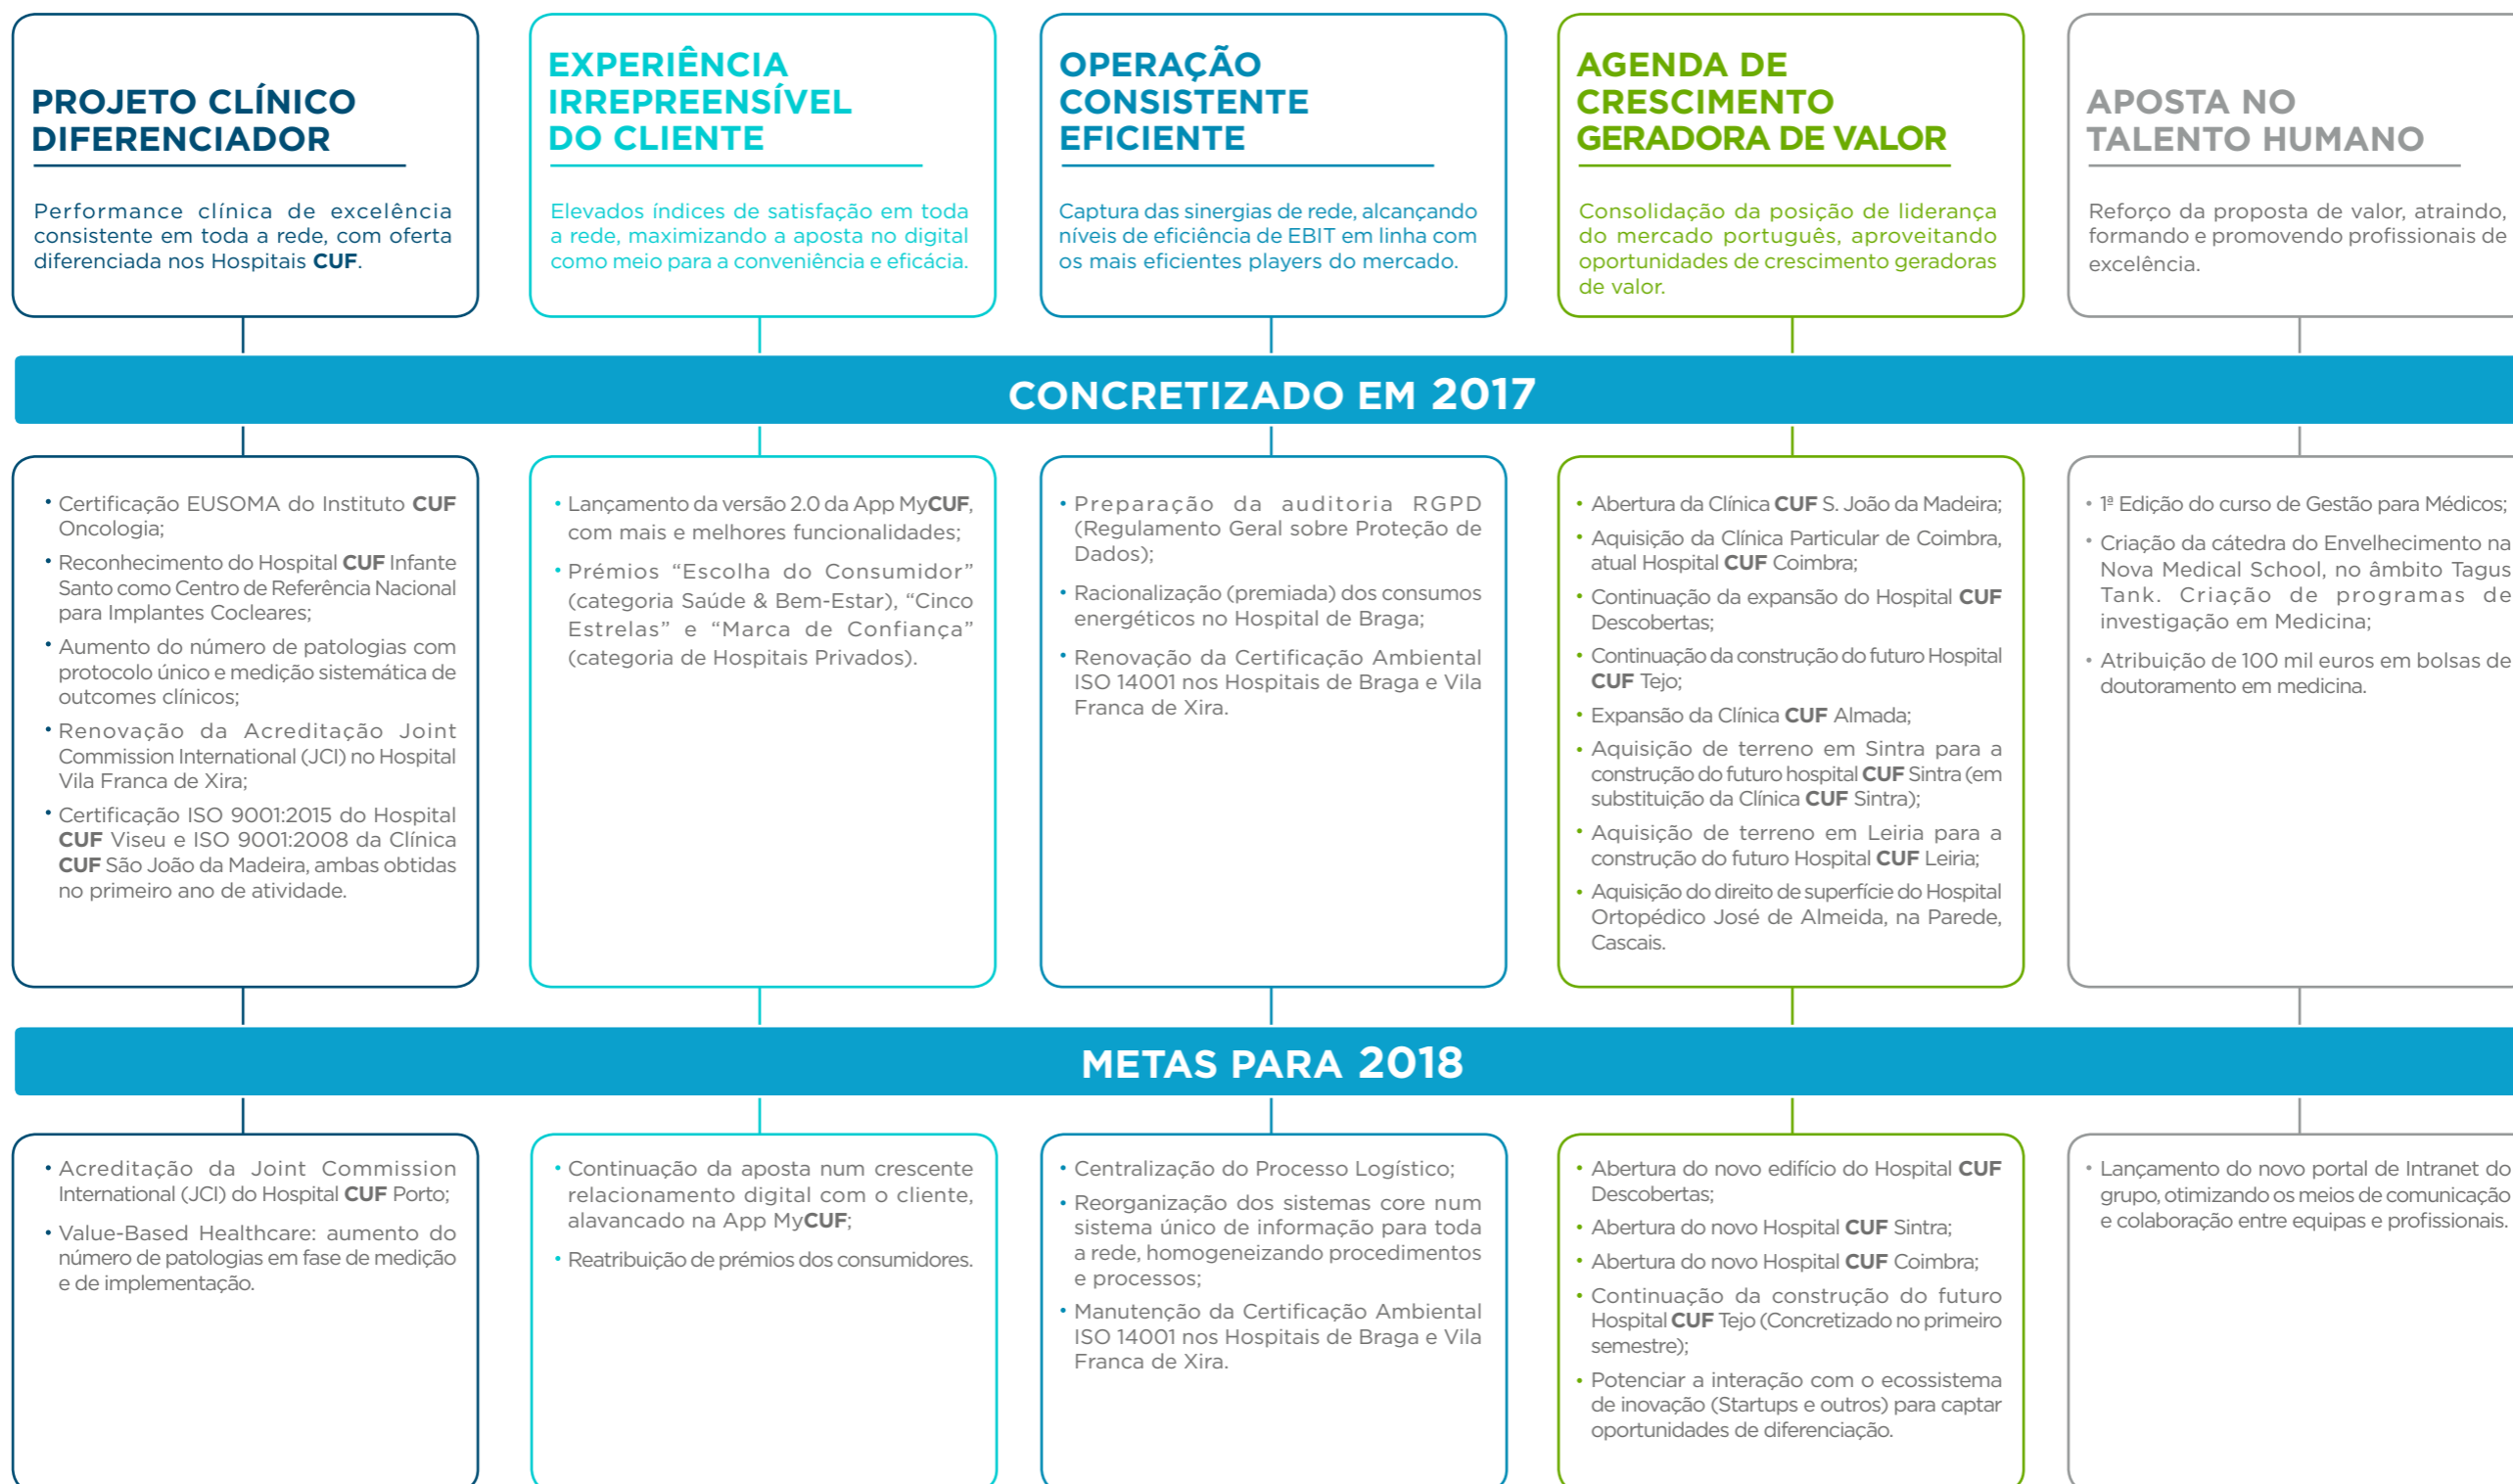 PROJETO CLÍNICO
DIFERENCIADOR
Performance clínica de excelência
consistente em toda a rede, com oferta
diferenciada nos Hospitais CUF.
EXPERIÊNCIA
IRREPREENSÍVEL
DO CLIENTE
Elevados índices de satisfação em toda
a rede, maximizando a aposta no digital
como meio para a conveniência e eficácia.
OPERAÇÃO
CONSISTENTE
EFICIENTE
Captura das sinergias de rede, alcançando
níveis de eficiência de EBIT em linha com
os mais eficientes players do mercado.
AGENDA DE
CRESCIMENTO
GERADORA DE VALOR
Consolidação da posição de liderança
do mercado português, aproveitando
oportunidades de crescimento geradoras
de valor.
APOSTA NO
TALENTO HUMANO
Reforço da proposta de valor, atraindo,
formando e promovendo profissionais de
excelência.
CONCRETIZADO EM 2017
• Certificação EUSOMA do Instituto CUF
Oncologia;
• Reconhecimento do Hospital CUF Infante
Santo como Centro de Referência Nacional
para Implantes Cocleares;
• Aumento do número de patologias com
protocolo único e medição sistemática de
outcomes clínicos;
• Renovação da Acreditação Joint
Commission International (JCI) no Hospital
Vila Franca de Xira;
• Certificação ISO 9001:2015 do Hospital
CUF Viseu e ISO 9001:2008 da Clínica
CUF São João da Madeira, ambas obtidas
no primeiro ano de atividade.
• Lançamento da versão 2.0 da App MyCUF,
com mais e melhores funcionalidades;
• Prémios “Escolha do Consumidor”
(categoria Saúde & Bem-Estar), “Cinco
Estrelas” e “Marca de Confiança”
(categoria de Hospitais Privados).
• Preparação da auditoria RGPD
(Regulamento Geral sobre Proteção de
Dados);
• Racionalização (premiada) dos consumos
energéticos no Hospital de Braga;
• Renovação da Certificação Ambiental
ISO 14001 nos Hospitais de Braga e Vila
Franca de Xira.
• Abertura da Clínica CUF S. João da Madeira;
• Aquisição da Clínica Particular de Coimbra,
atual Hospital CUF Coimbra;
• Continuação da expansão do Hospital CUF
Descobertas;
• Continuação da construção do futuro Hospital
CUF Tejo;
• Expansão da Clínica CUF Almada;
• Aquisição de terreno em Sintra para a
construção do futuro hospital CUF Sintra (em
substituição da Clínica CUF Sintra);
• Aquisição de terreno em Leiria para a
construção do futuro Hospital CUF Leiria;
• Aquisição do direito de superfície do Hospital
Ortopédico José de Almeida, na Parede,
Cascais.
• 1ª Edição do curso de Gestão para Médicos;
• Criação da cátedra do Envelhecimento na
Nova Medical School, no âmbito Tagus
Tank. Criação de programas de
investigação em Medicina;
• Atribuição de 100 mil euros em bolsas de
doutoramento em medicina.
METAS PARA 2018
• Acreditação da Joint Commission
International (JCI) do Hospital CUF Porto;
• Value-Based Healthcare: aumento do
número de patologias em fase de medição
e de implementação.
• Continuação da aposta num crescente
relacionamento digital com o cliente,
alavancado na App MyCUF;
• Reatribuição de prémios dos consumidores.
• Centralização do Processo Logístico;
• Reorganização dos sistemas core num
sistema único de informação para toda
a rede, homogeneizando procedimentos
e processos;
• Manutenção da Certificação Ambiental
ISO 14001 nos Hospitais de Braga e Vila
Franca de Xira.
• Abertura do novo edifício do Hospital CUF
Descobertas;
• Abertura do novo Hospital CUF Sintra;
• Abertura do novo Hospital CUF Coimbra;
• Continuação da construção do futuro
Hospital CUF Tejo (Concretizado no primeiro
semestre);
• Potenciar a interação com o ecossistema
de inovação (Startups e outros) para captar
oportunidades de diferenciação.
• Lançamento do novo portal de Intranet do
grupo, otimizando os meios de comunicação
e colaboração entre equipas e profissionais.